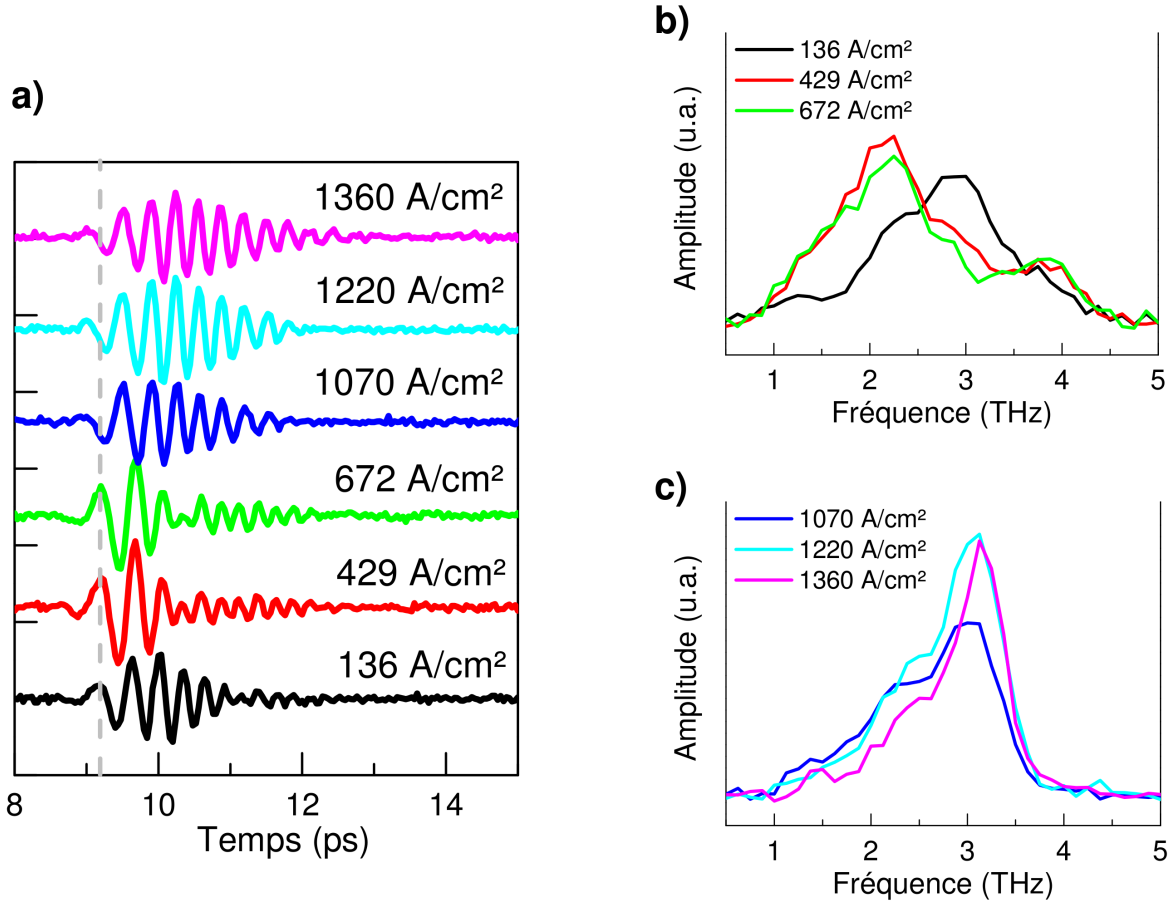 a)
1360 A/cm²
1220 A/cm²
1070 A/cm²
672 A/cm²
429 A/cm²
136 A/cm²
8 10 12 14
Temps (ps)
b)
136 A/cm²
429 A/cm²
672 A/cm²
Amplitude (u.a.)
1 2 3 4 5
Fréquence (THz)
c)
1070 A/cm²
1220 A/cm²
1360 A/cm²
Amplitude (u.a.)
1 2 3 4 5
Fréquence (THz)